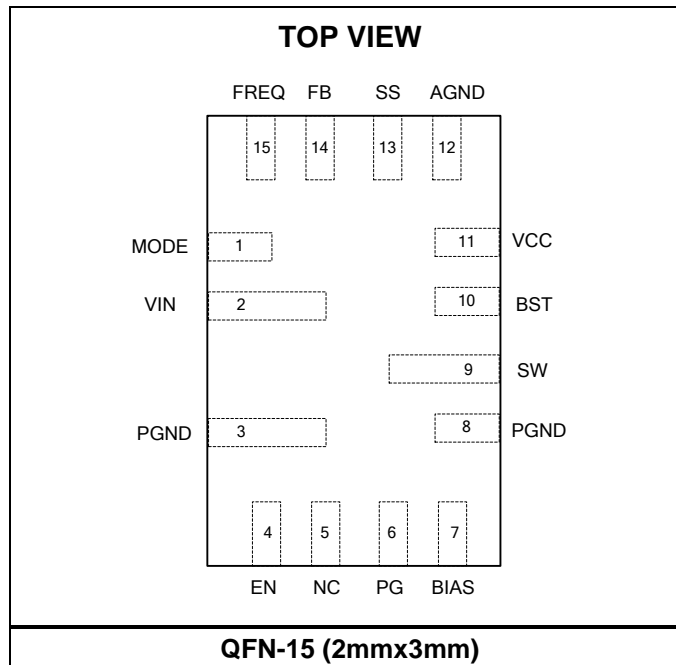 TOP VIEW
FREQ FB SS AGND
15 14 13 12
MODE 1 11 VCC
VIN 2 10 BST
9 SW
PGND 3 8 PGND
4 5 6 7
EN NC PG BIAS
QFN-15 (2mmx3mm)